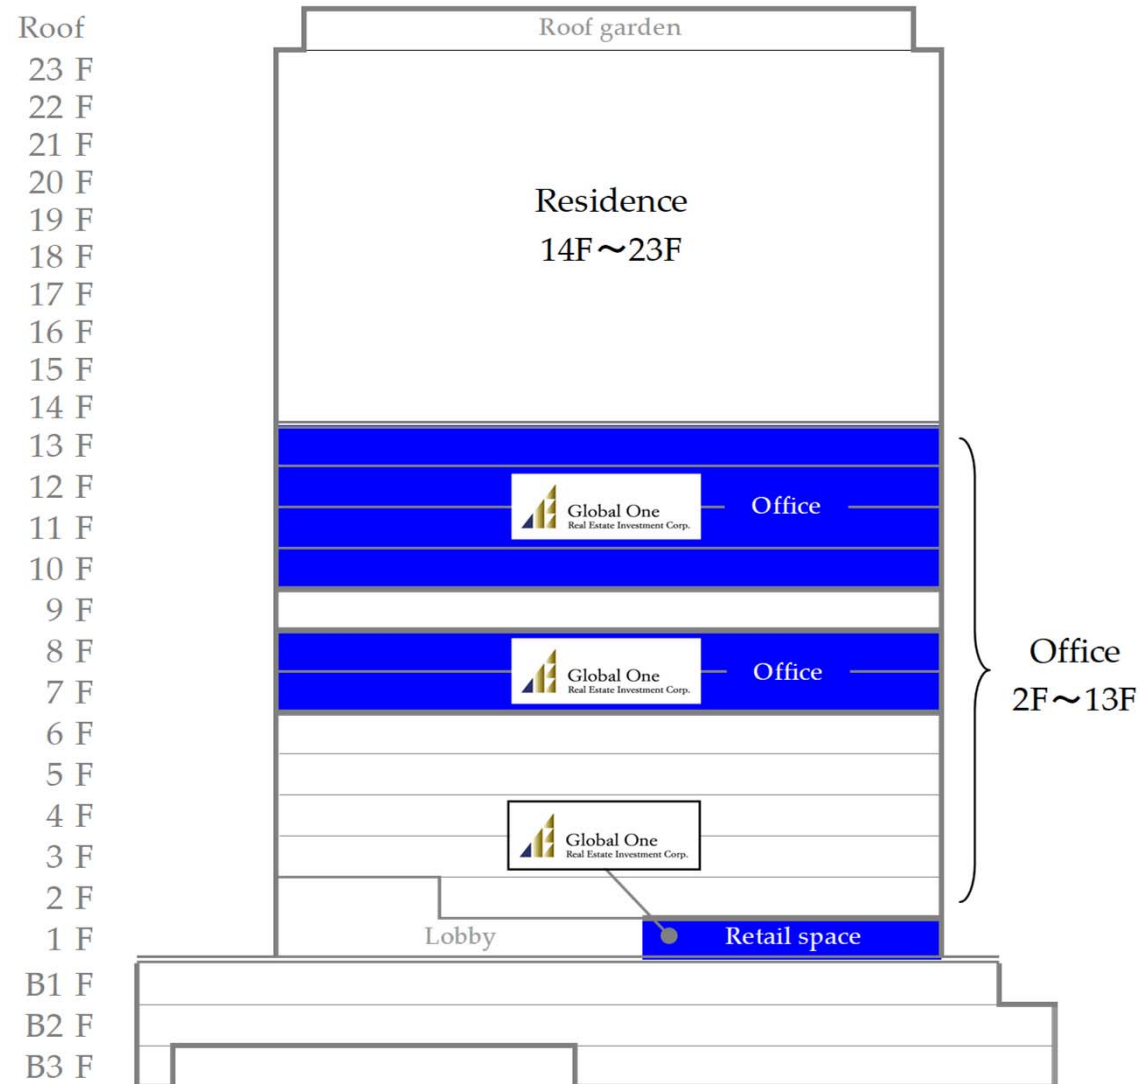 Roof
Roof garden
23 F
22 F
21 F
20 F
19 F
18 F
17 F
16 F
15 F
14 F
Residence
14F～23F
13 F
12 F
11 F
10 F
Global One
Real Estate Investment Corp.
Office
9 F
8 F
7 F
Global One
Real Estate Investment Corp.
Office
Office
2F～13F
6 F
5 F
4 F
3 F
2 F
Global One
Real Estate Investment Corp.
1 F
Lobby
Retail space
B1 F
B2 F
B3 F